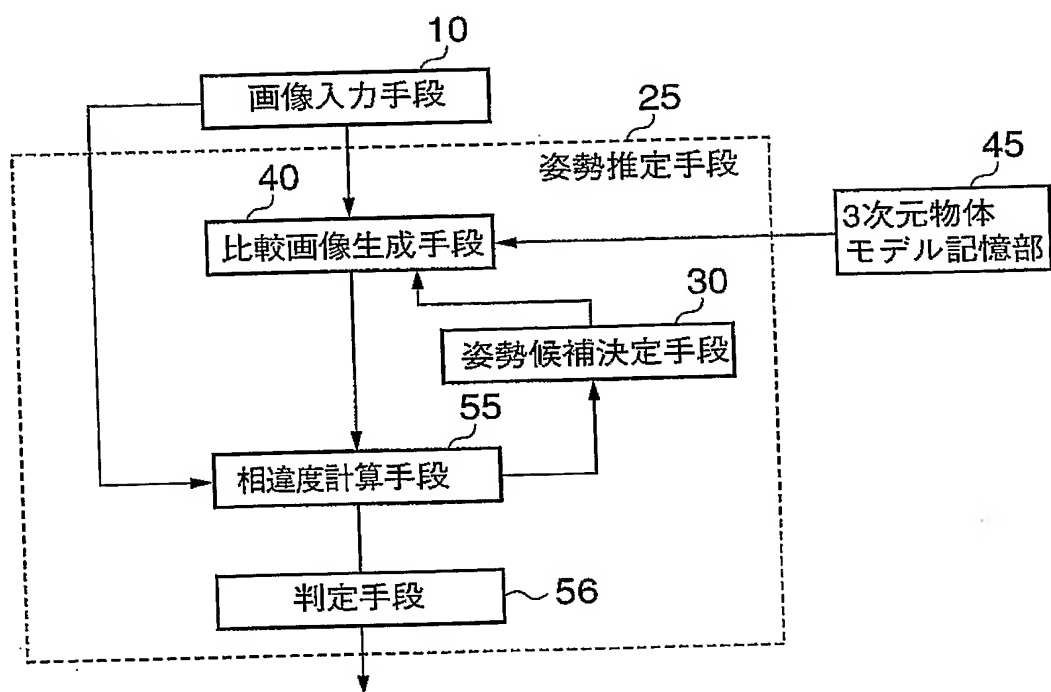 10
画像入力手段
25
姿勢推定手段
45
3次元物体
モデル記憶部
40
比較画像生成手段
30
姿勢候補決定手段
55
相違度計算手段
判定手段
56